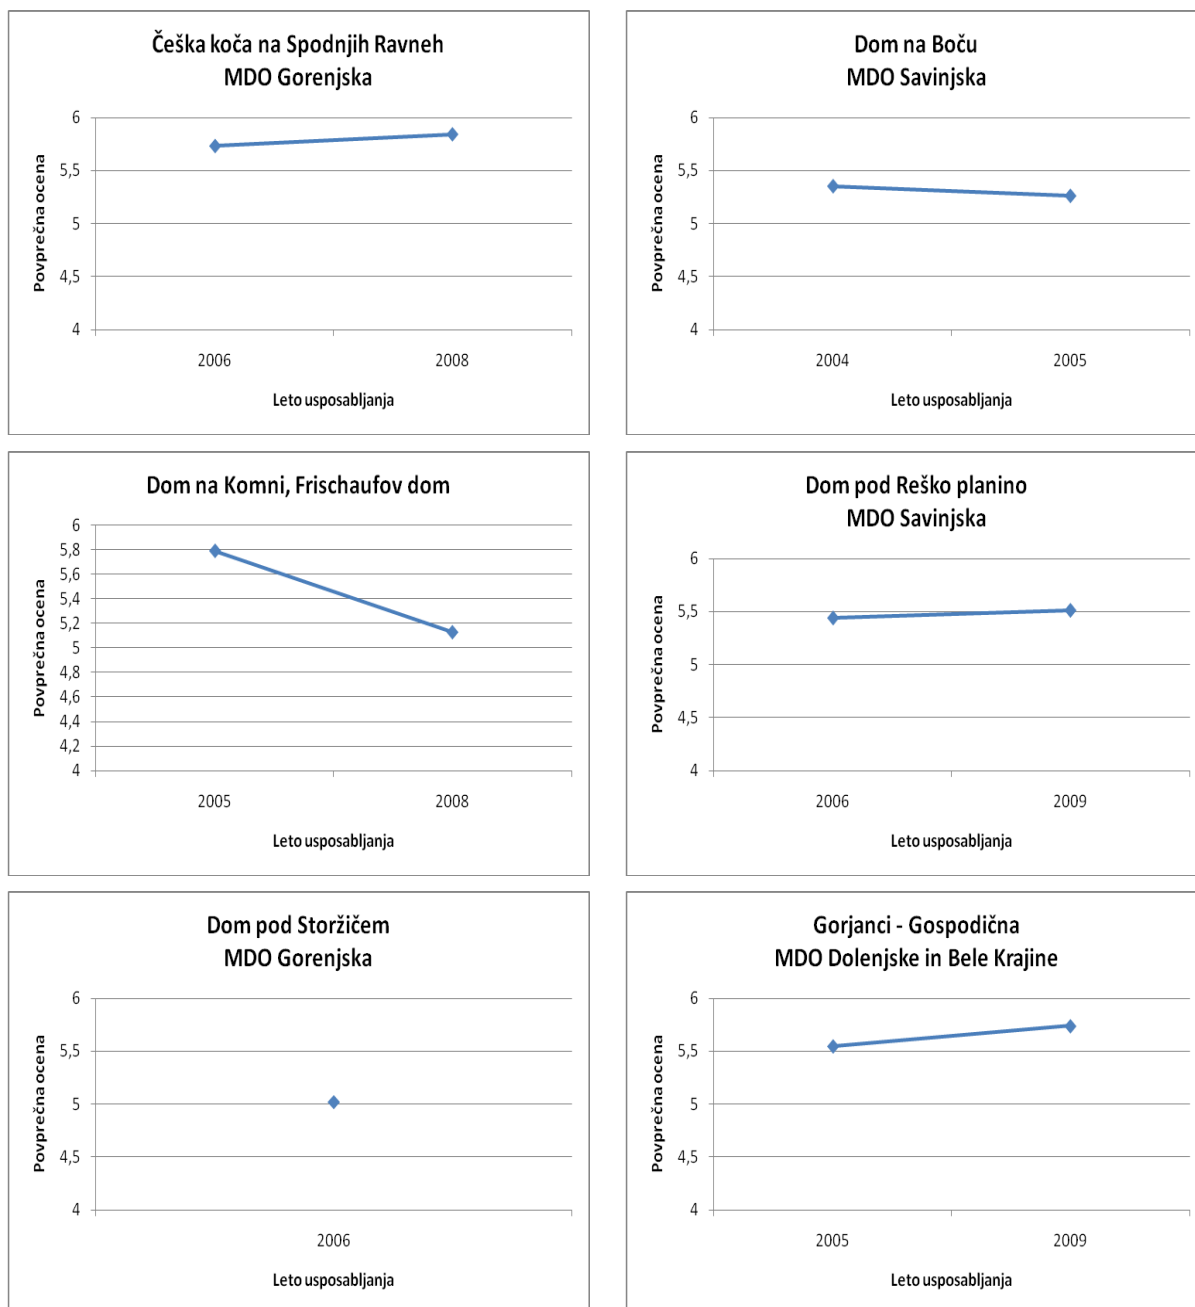 Češka koča na Spodnjih Ravneh
MDO Gorenjska
Povprečna ocena
6
5,5
5
4,5
4
2006
2008
Leto usposabljanja
Dom na Boču
MDO Savinjska
Povprečna ocena
6
5,5
5
4,5
4
2004
2005
Leto usposabljanja
Dom na Komni, Frischaufov dom
Povprečna ocena
6
5,8
5,6
5,4
5,2
5
4,8
4,6
4,4
4,2
4
2005
2008
Leto usposabljanja
Dom pod Reško planino
MDO Savinjska
Povprečna ocena
6
5,5
5
4,5
4
2006
2009
Leto usposabljanja
Dom pod Storžičem
MDO Gorenjska
Povprečna ocena
6
5,5
5
4,5
4
2006
Leto usposabljanja
Gorjanci - Gospodična
MDO Dolenjske in Bele Krajine
Povprečna ocena
6
5,5
5
4,5
4
2005
2009
Leto usposabljanja